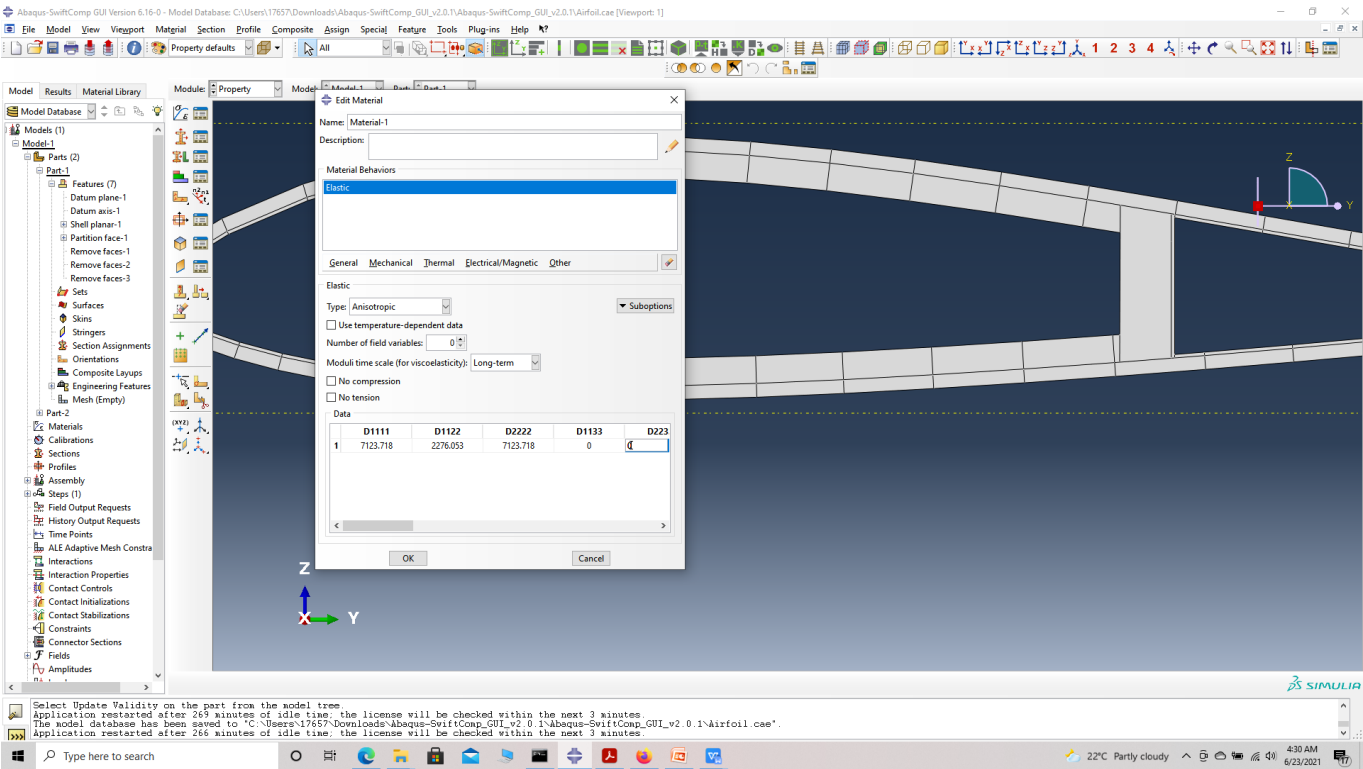 Abaqus-SwiftComp GUI Version 6.16-0 - Model Database: C:\Users\17657\Downloads\Abaqus-SwiftComp_GUI_v2.0.1\Abaqus-SwiftComp_GUI_v2.0.1\Airfoil.cae* [Viewport: 1]
File Model View Viewport Material Section Profile Composite Assign Special Feature Tools Plug-ins Help
Property defaults All 1 2 3 4
Model Results Material Library Module: Property Model: Model-1 Part: Part-1
Model Database
Models (1)
Model-1
Parts (2)
Part-1
Features (7)
Datum plane-1
Datum axis-1
Shell planar-1
Partition face-1
Remove faces-1
Remove faces-2
Remove faces-3
Sets
Surfaces
Skins
Stringers
Section Assignments
Orientations
Composite Layups
Engineering Features
Mesh (Empty)
Part-2
Materials
Calibrations
Sections
Profiles
Assembly
Steps (1)
Field Output Requests
History Output Requests
Time Points
ALE Adaptive Mesh Constra
Interactions
Interaction Properties
Contact Controls
Contact Initializations
Contact Stabilizations
Constraints
Connector Sections
Fields
Amplitudes
(XYZ)
Edit Material
Name: Material-1
Description:
Material Behaviors
Elastic
General Mechanical Thermal Electrical/Magnetic Other
Elastic
Type: Anisotropic Suboptions
Use temperature-dependent data
Number of field variables: 0
Moduli time scale (for viscoelasticity): Long-term
No compression
No tension
Data
D1111 D1122 D2222 D1133 D223
1 7123.718 2276.053 7123.718 0 0
OK Cancel
Z
X Y
Z
X Y
SIMULIA
Select Update Validity on the part from the model tree.
Application restarted after 269 minutes of idle time; the license will be checked within the next 3 minutes.
The model database has been saved to "C:\Users\17657\Downloads\Abaqus-SwiftComp_GUI_v2.0.1\Abaqus-SwiftComp_GUI_v2.0.1\Airfoil.cae".
Application restarted after 266 minutes of idle time; the license will be checked within the next 3 minutes.
>>>
Type here to search
22°C Partly cloudy
4:30 AM
6/23/2021